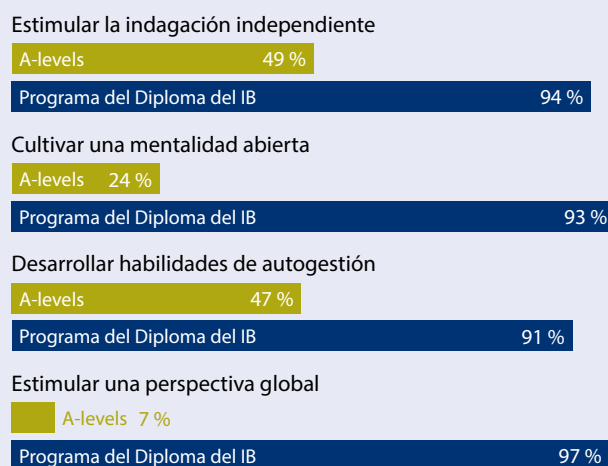 Estimular la indagación independiente
A-levels 49 %
Programa del Diploma del IB 94 %
Cultivar una mentalidad abierta
A-levels 24 %
Programa del Diploma del IB 93 %
Desarrollar habilidades de autogestión
A-levels 47 %
Programa del Diploma del IB 91 %
Estimular una perspectiva global
A-levels 7 %
Programa del Diploma del IB 97 %